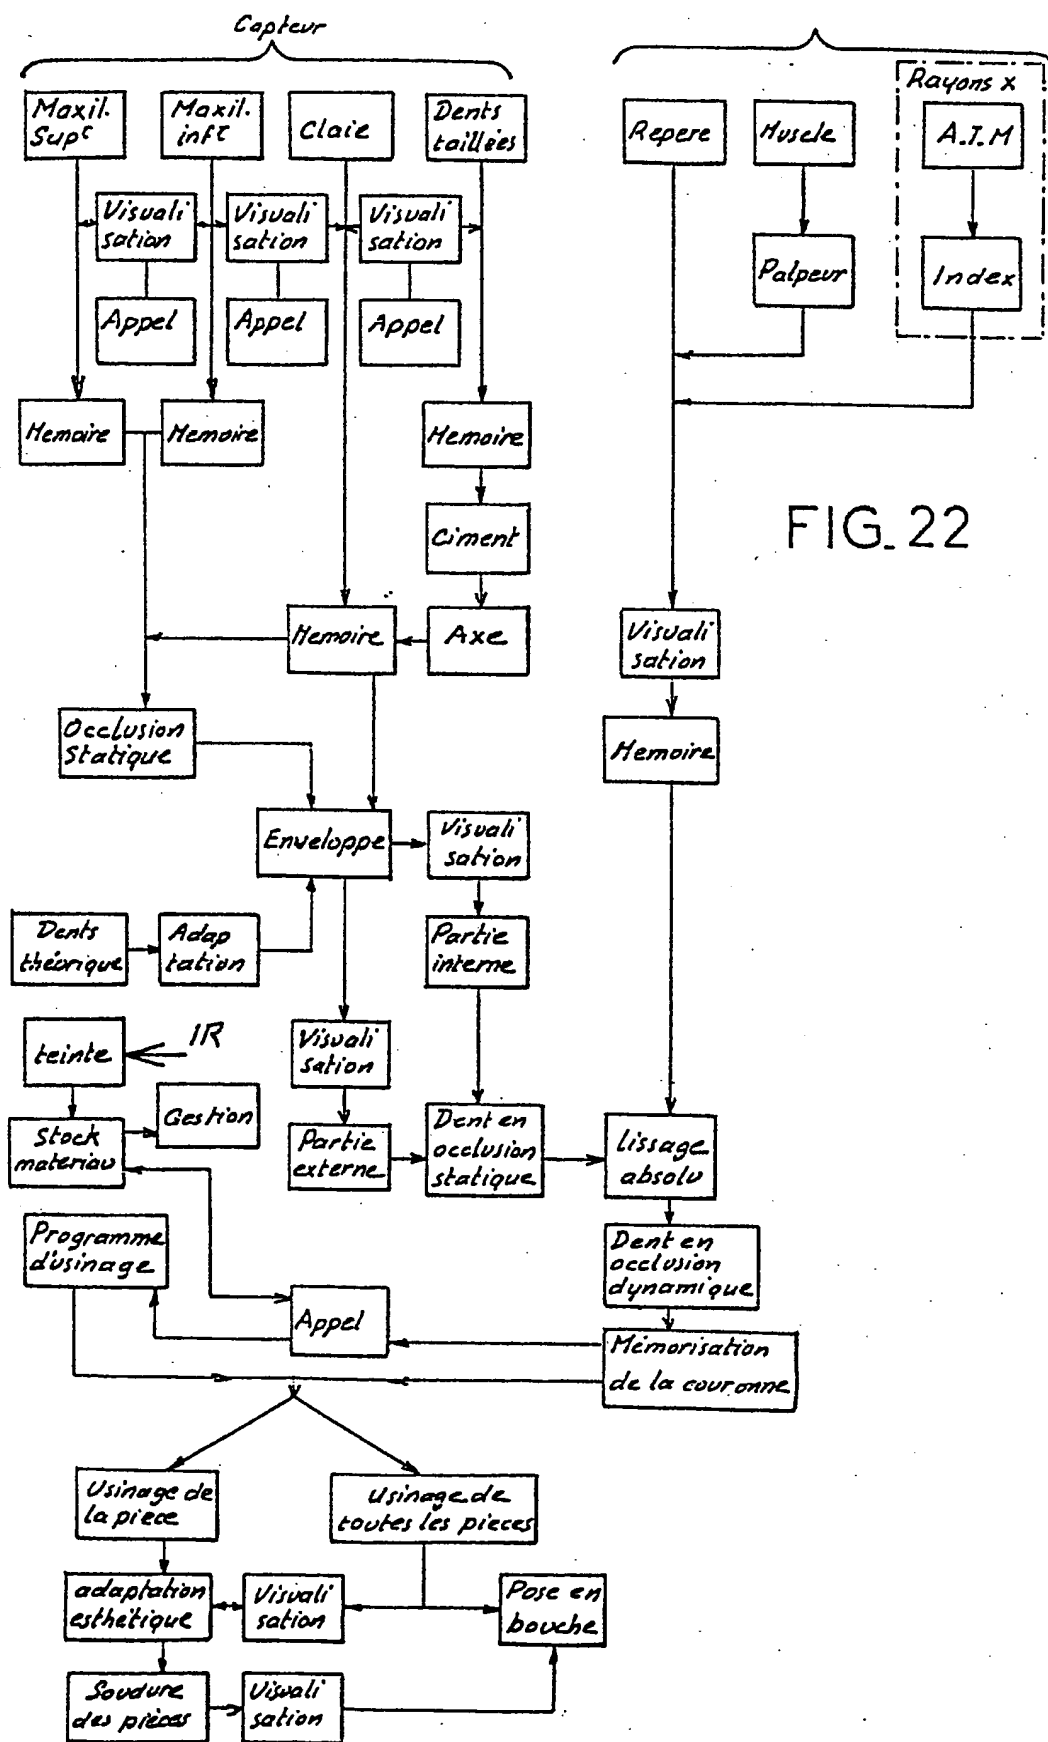 Capteur
Maxil.
Supr
Maxil.
infr
Claie
Dents
taillées
Repere
Muscle
Rayons x
A.T.M
Visuali
sation
Visuali
sation
Visuali
sation
Palpeur
Index
Appel
Appel
Appel
Memoire
Memoire
Memoire
FIG. 22
Ciment
Memoire
Axe
Visuali
sation
Occlusion
Statique
Memoire
Enveloppe
Visuali
sation
Dents
théorique
Adap
tation
Partie
interne
teinte
IR
Visuali
sation
Gestion
Stock
materiau
Partie
externe
Dent en
occlusion
statique
lissage
absolu
Programme
d'usinage
Dent en
occlusion
dynamique
Appel
Mémorisation
de la couronne
Usinage de
la piece
Usinage de
toutes les pieces
adaptation
esthétique
Visuali
sation
Pose en
bouche
Soudure
des pièces
Visuali
sation